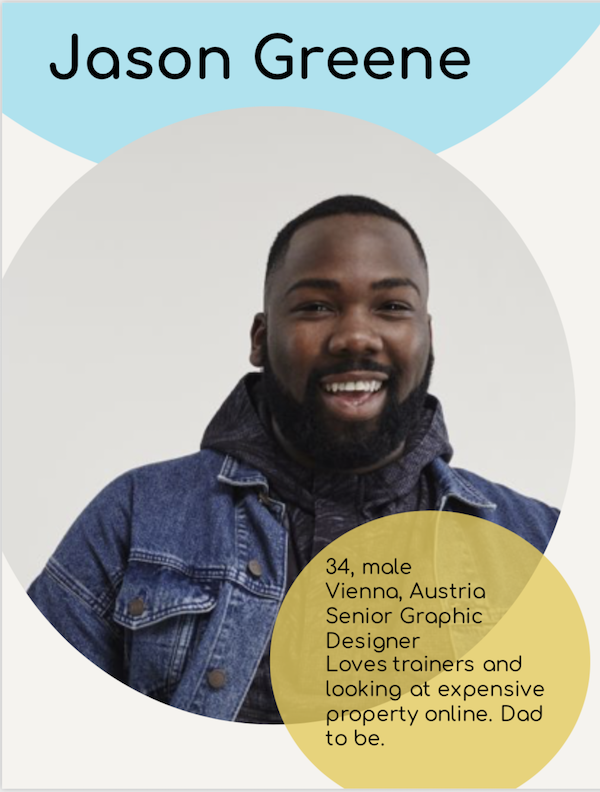 Jason Greene
34, male
Vienna, Austria
Senior Graphic
Designer
Loves trainers and
looking at expensive
property online. Dad
to be.